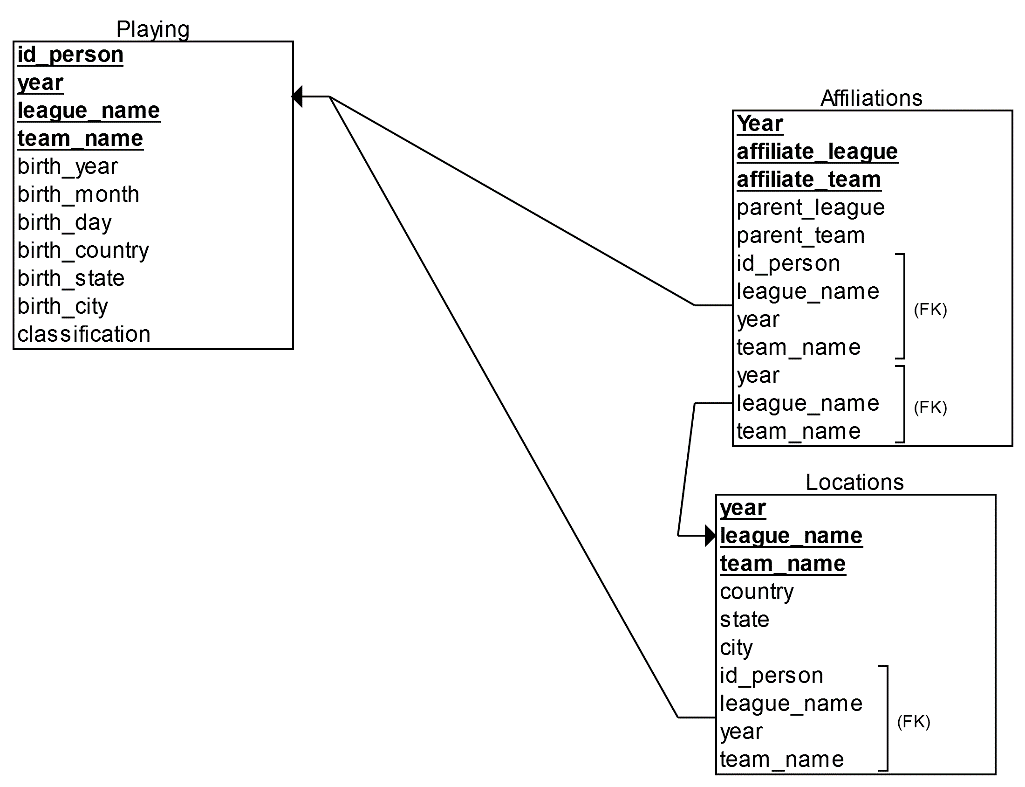 Playing
id_person
year
league_name
team_name
birth_year
birth_month
birth_day
birth_country
birth_state
birth_city
classification
Affiliations
Year
affiliate_league
affiliate_team
parent_league
parent_team
id_person
league_name
year
team_name
(FK)
year
league_name
team_name
(FK)
Locations
year
league_name
team_name
country
state
city
id_person
league_name
year
team_name
(FK)